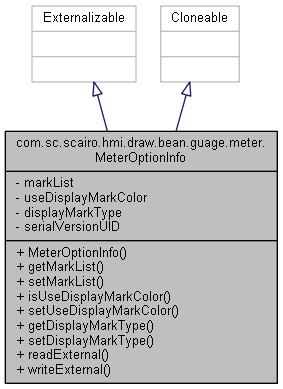 Externalizable
Cloneable
com.sc.scairo.hmi.draw.bean.guage.meter.
MeterOptionInfo
- markList
- useDisplayMarkColor
- displayMarkType
- serialVersionUID
+ MeterOptionInfo()
+ getMarkList()
+ setMarkList()
+ isUseDisplayMarkColor()
+ setUseDisplayMarkColor()
+ getDisplayMarkType()
+ setDisplayMarkType()
+ readExternal()
+ writeExternal()